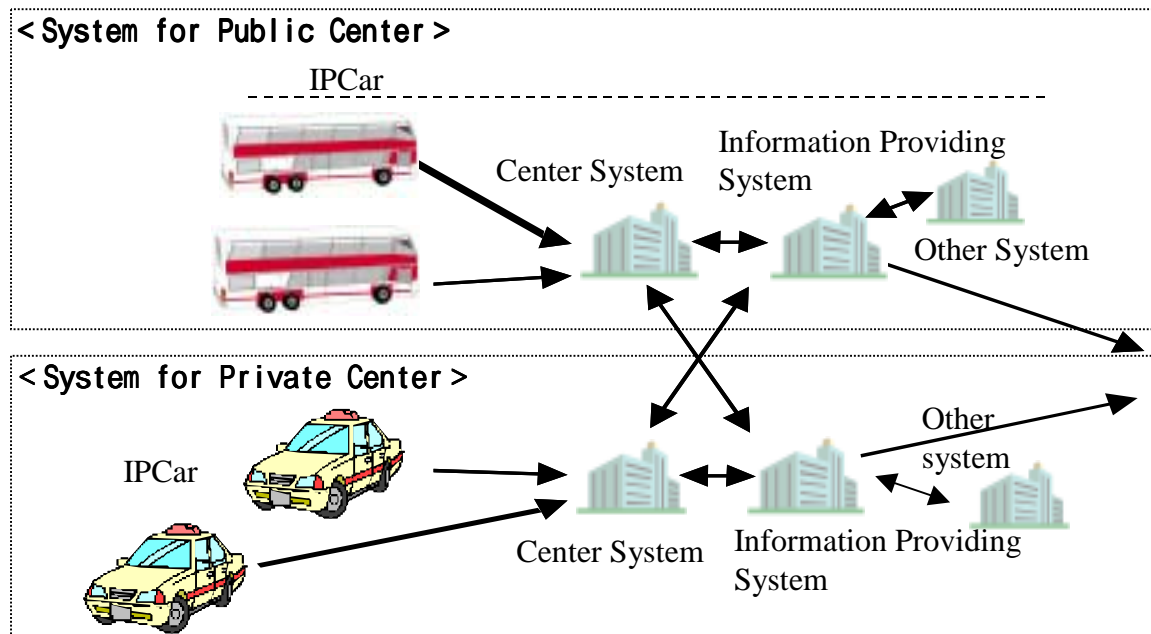 <System for Public Center>
IPCar
Information Providing
System
Center System
Other System
<System for Private Center>
Other
system
IPCar
Center System
Information Providing
System